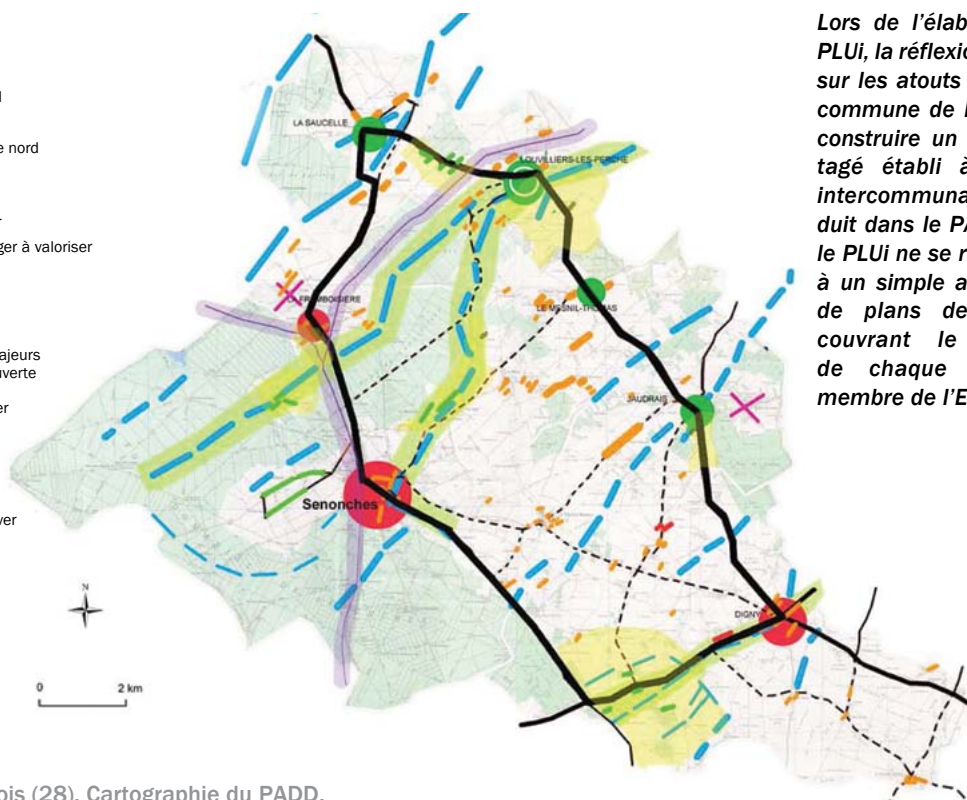 e nord
ger à valoriser
ajeurs
uverte
er
ver
LA SAUCELLE
LOUVILLIERS-LES-PERCHE
LA FRAMBOISIERE
LE MESNIL-THOMAS
JAUDRAIS
Senonches
DIGNY
N
0 2 km
ois (28). Cartographie du PADD.
Lors de l'élab
PLUi, la réflexio
sur les atouts
commune de l
construire un
tagé établi à
intercommuna
duit dans le PA
le PLUi ne se r
à un simple a
de plans de
couvrant le
de chaque
membre de l'E